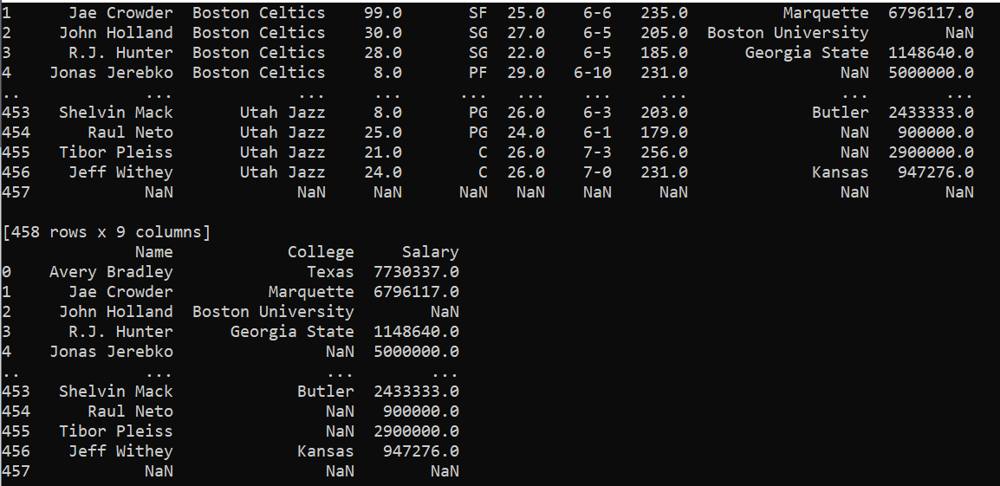 1      Jae Crowder  Boston Celtics    99.0       SF  25.0    6-6   235.0          Marquette  6796117.0
2     John Holland  Boston Celtics    30.0       SG  27.0    6-5   205.0  Boston University        NaN
3      R.J. Hunter  Boston Celtics    28.0       SG  22.0    6-5   185.0      Georgia State  1148640.0
4    Jonas Jerebko  Boston Celtics     8.0       PF  29.0   6-10   231.0                NaN  5000000.0
..             ...             ...     ...      ...   ...    ...     ...                ...        ...
453   Shelvin Mack       Utah Jazz     8.0       PG  26.0    6-3   203.0             Butler  2433333.0
454      Raul Neto       Utah Jazz    25.0       PG  24.0    6-1   179.0                NaN   900000.0
455   Tibor Pleiss       Utah Jazz    21.0        C  26.0    7-3   256.0                NaN  2900000.0
456    Jeff Withey       Utah Jazz    24.0        C  26.0    7-0   231.0             Kansas   947276.0
457            NaN             NaN     NaN      NaN   NaN    NaN     NaN                NaN        NaN
[458 rows x 9 columns]
              Name            College     Salary
0    Avery Bradley              Texas  7730337.0
1      Jae Crowder          Marquette  6796117.0
2     John Holland  Boston University        NaN
3      R.J. Hunter      Georgia State  1148640.0
4    Jonas Jerebko                NaN  5000000.0
..             ...                ...        ...
453   Shelvin Mack             Butler  2433333.0
454      Raul Neto                NaN   900000.0
455   Tibor Pleiss                NaN  2900000.0
456    Jeff Withey             Kansas   947276.0
457            NaN                NaN        NaN